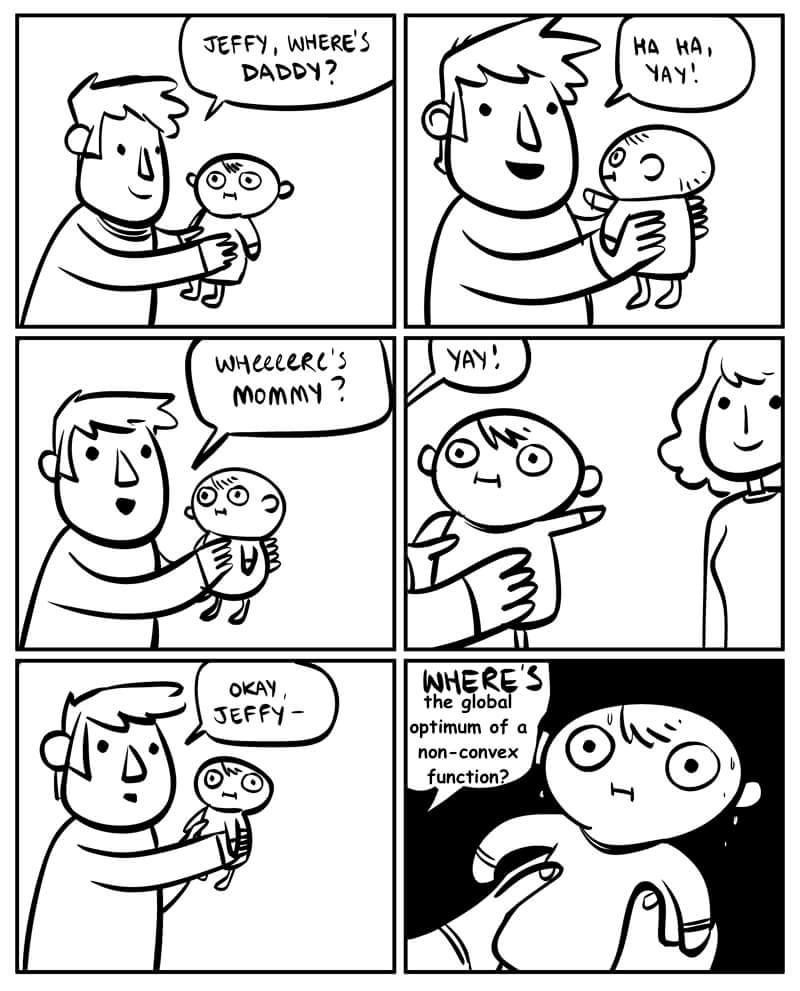 JEFFY, WHERE'S
DADDY?
HA HA,
YAY!
WHEEEERE'S
MOMMY?
YAY!
OKAY,
JEFFY-
WHERE'S
the global
optimum of a
non-convex
function?